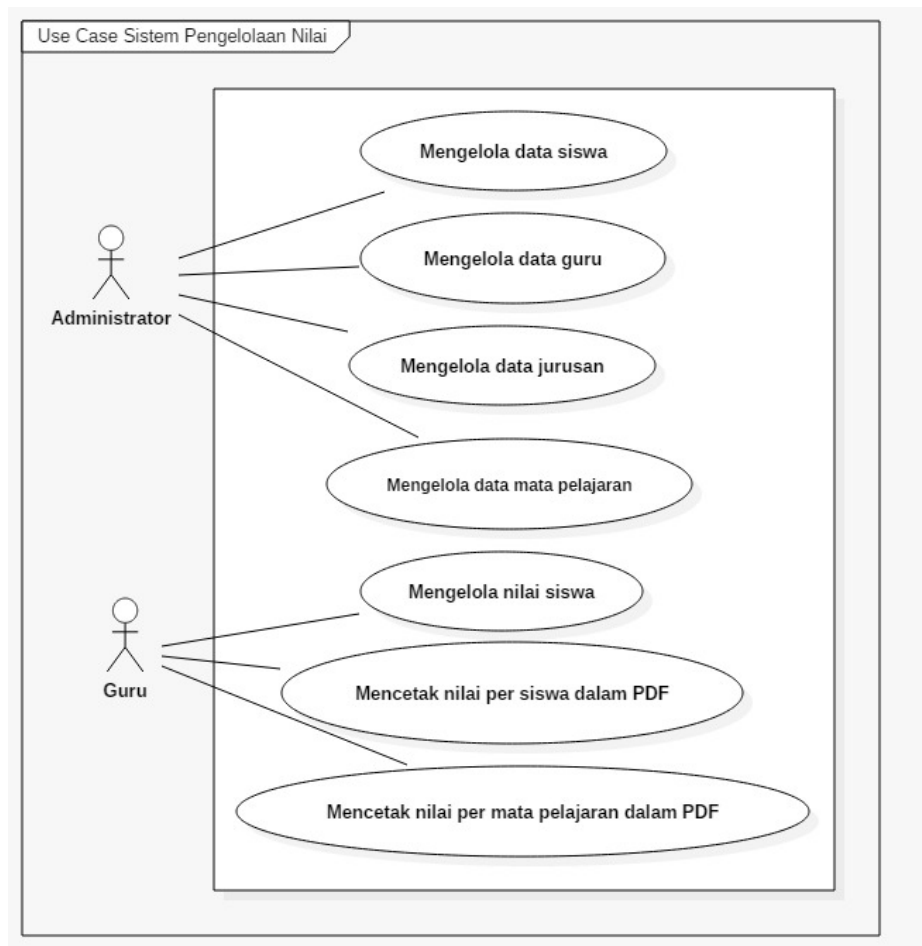 Use Case Sistem Pengelolaan Nilai
Mengelola data siswa
Mengelola data guru
Administrator
Mengelola data jurusan
Mengelola data mata pelajaran
Mengelola nilai siswa
Guru
Mencetak nilai per siswa dalam PDF
Mencetak nilai per mata pelajaran dalam PDF